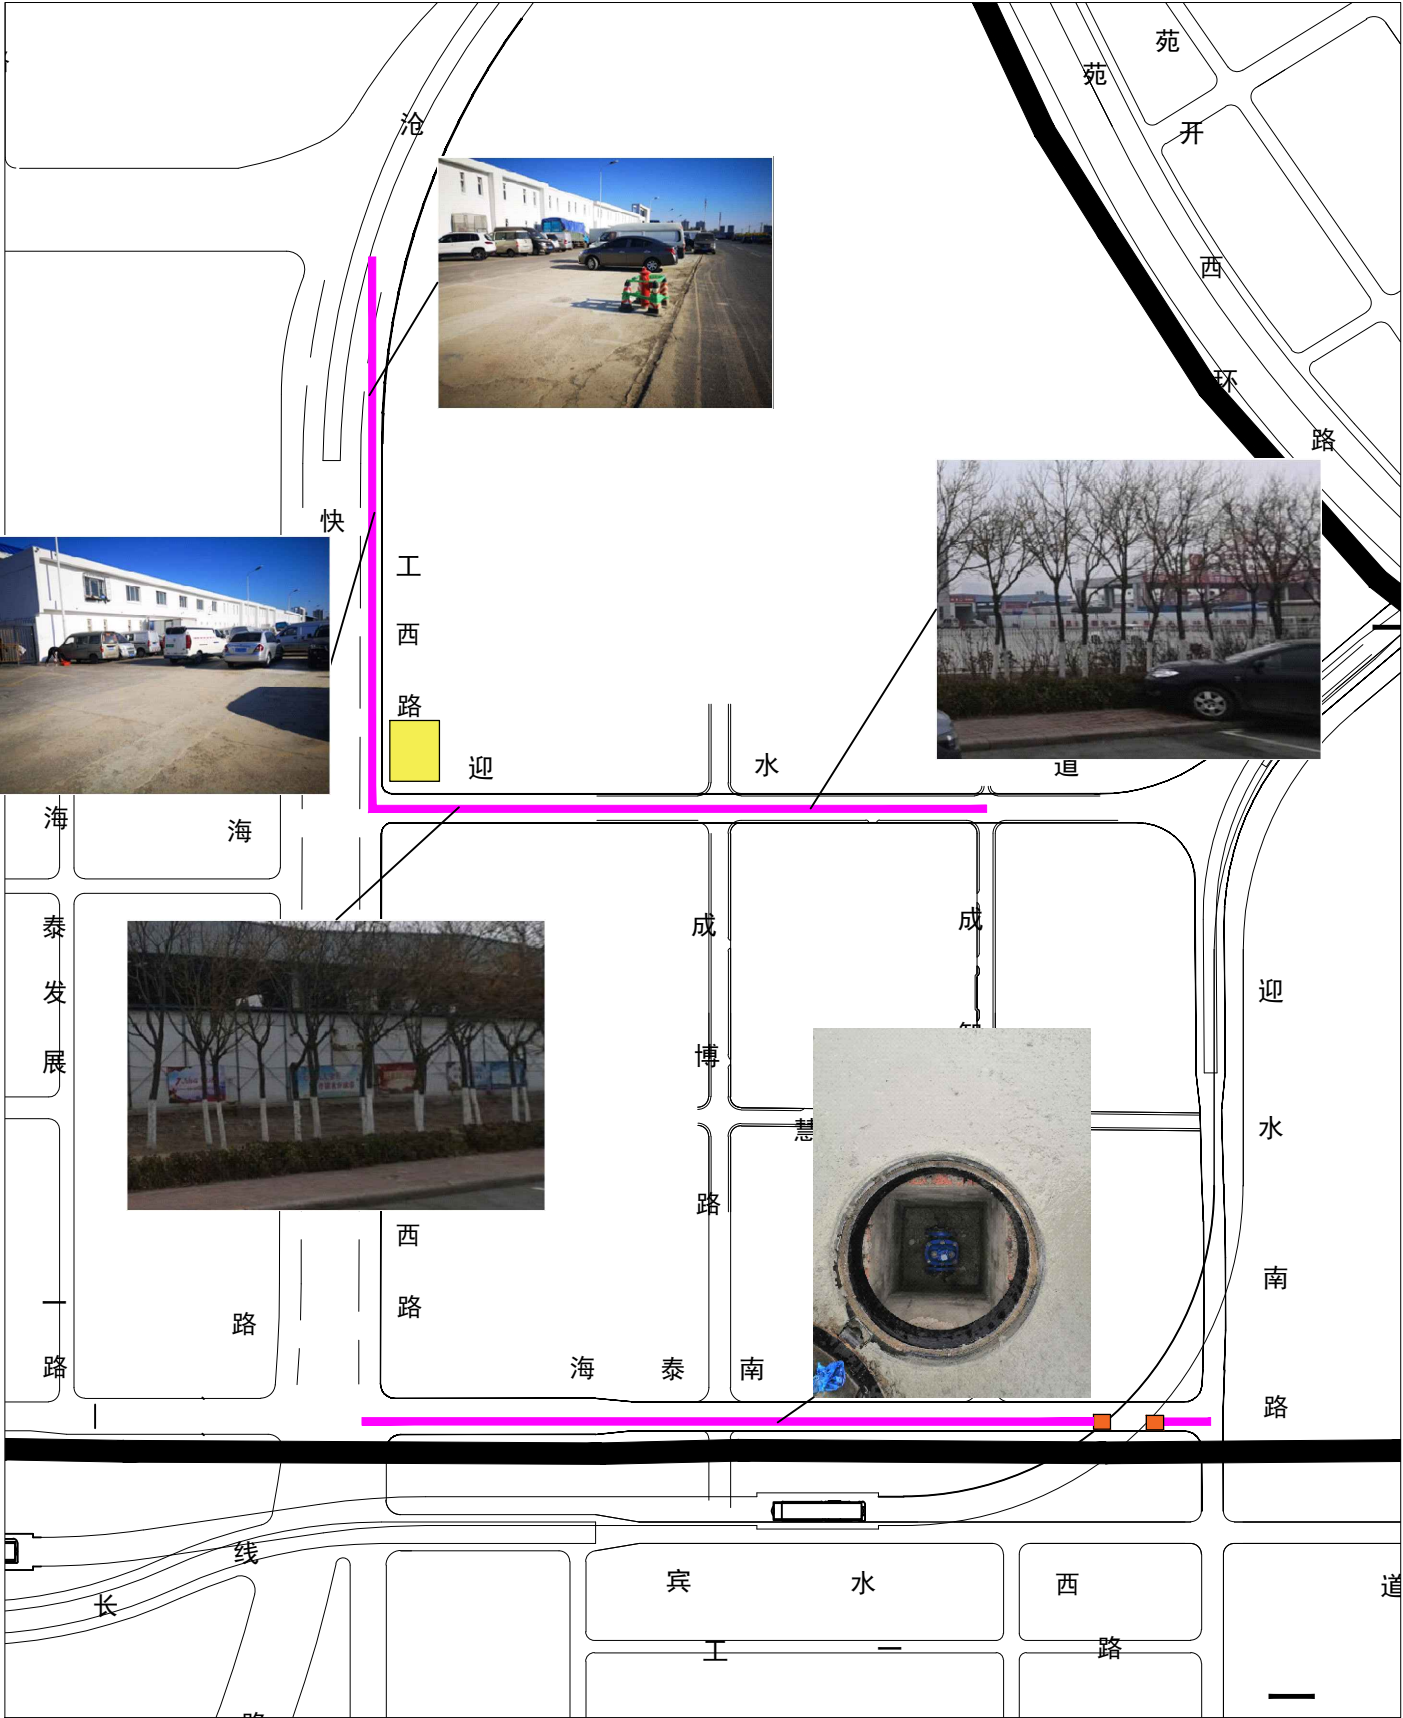 苑
苑
沧
开
西
环
路
快
工
西
路
迎
水
道
海
海
泰
发
展
一
路
成
博
路
成
慧
迎
水
南
路
西
路
路
海 泰 南
线
长
宾 水 西 道
工 一 路